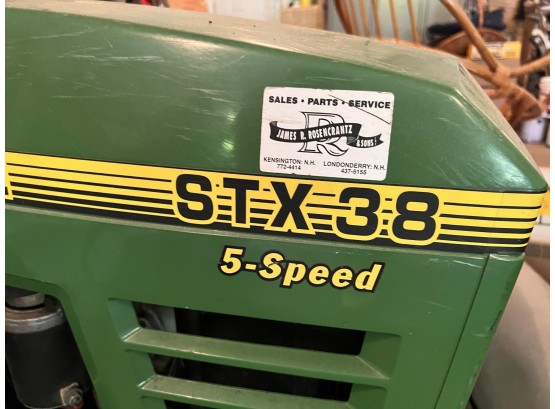 SALES • PARTS • SERVICE
R
JAMES R. ROSENCRANTZ
& SONS!
KENSINGTON: N.H. LONDONDERRY: N.H.
772-4414 437-5155
STX 38
5-Speed